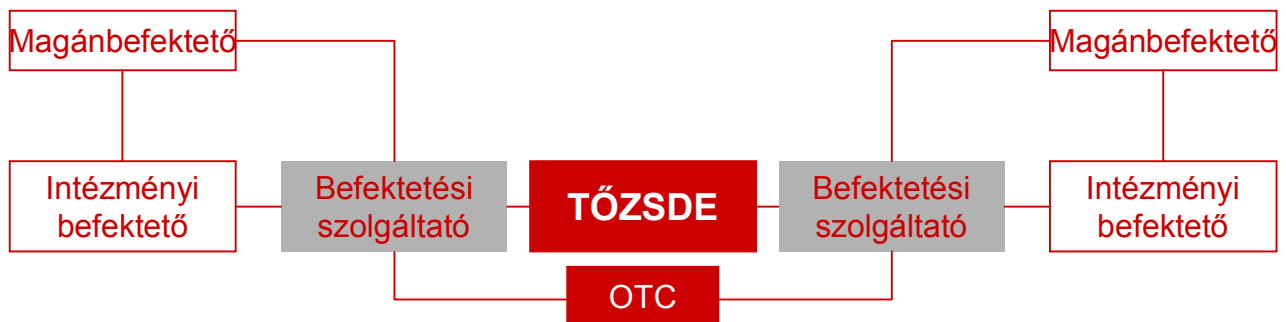 Magánbefektető
Magánbefektető
Intézményi
befektető
Befektetési
szolgáltató
TŐZSDE
Befektetési
szolgáltató
Intézményi
befektető
OTC